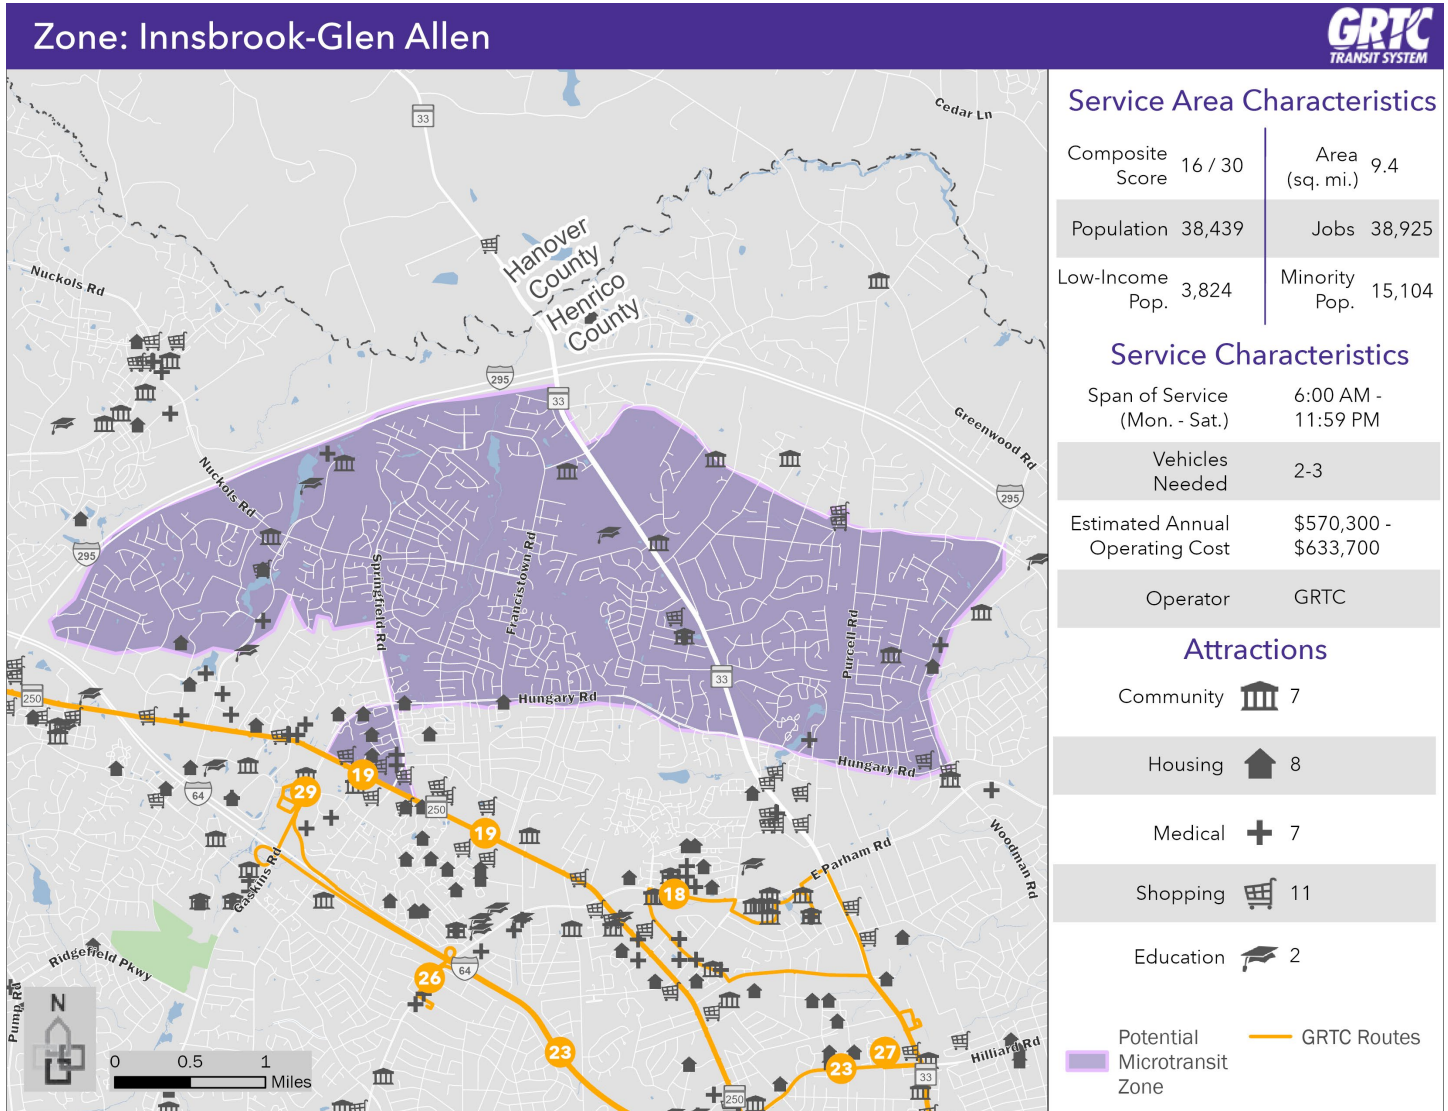 Zone: Innsbrook-Glen Allen
GRTC
TRANSIT SYSTEM
33
Cedar Ln
Hanover
County
Henrico
County
Nuckols Rd
295
33
Greenwood Rd
Nuckols Rd
295
295
Springfield Rd
Francistown Rd
Purcell Rd
33
250
Hungary Rd
Hungary Rd
19
29
64
250
19
Woodman Rd
E Parham Rd
Gaskins Rd
18
Ridgefield Pkwy
64
26
Pump Rd
N
23
27
23
Hilliard Rd
33
250
0 0.5 1
Miles
Service Area Characteristics
Composite
Score
16 / 30
Area
(sq. mi.)
9.4
Population 38,439
Jobs 38,925
Low-Income
Pop.
3,824
Minority
Pop.
15,104
Service Characteristics
Span of Service
(Mon. - Sat.)
6:00 AM -
11:59 PM
Vehicles
Needed
2-3
Estimated Annual
Operating Cost
$570,300 -
$633,700
Operator GRTC
Attractions
Community 7
Housing 8
Medical 7
Shopping 11
Education 2
Potential
Microtransit
Zone
GRTC Routes